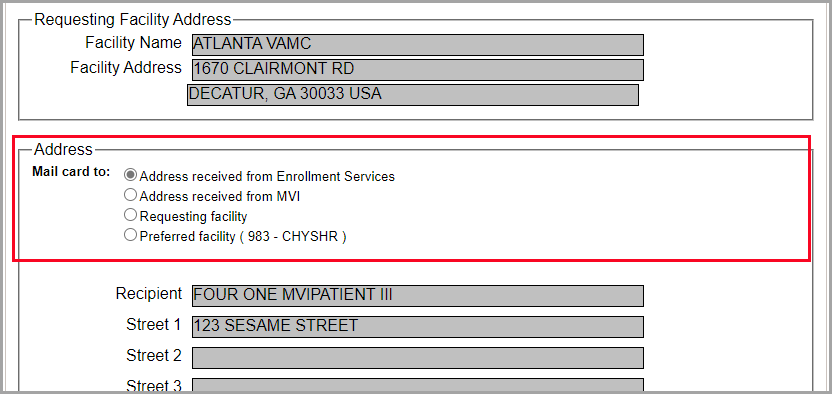 Requesting Facility Address
Facility Name ATLANTA VAMC
Facility Address 1670 CLAIRMONT RD
DECATUR, GA 30033 USA
Address
Mail card to: Address received from Enrollment Services
Address received from MVI
Requesting facility
Preferred facility ( 983 - CHYSHR )
Recipient FOUR ONE MVIPATIENT III
Street 1 123 SESAME STREET
Street 2
Street 3